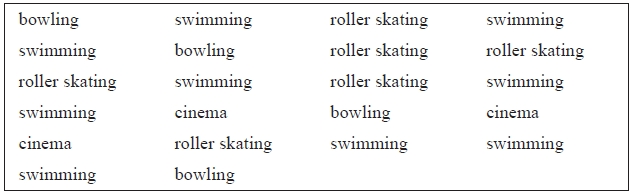 bowling swimming roller skating swimming
swimming bowling roller skating roller skating
roller skating swimming roller skating swimming
swimming cinema bowling cinema
cinema roller skating swimming swimming
swimming bowling